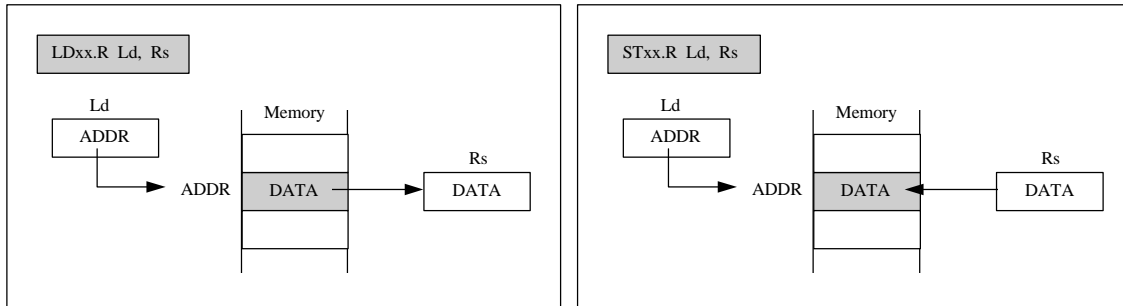 LDxx.R Ld, Rs
Ld
Memory
ADDR
Rs
ADDR
DATA
DATA
STxx.R Ld, Rs
Ld
Memory
ADDR
Rs
ADDR
DATA
DATA